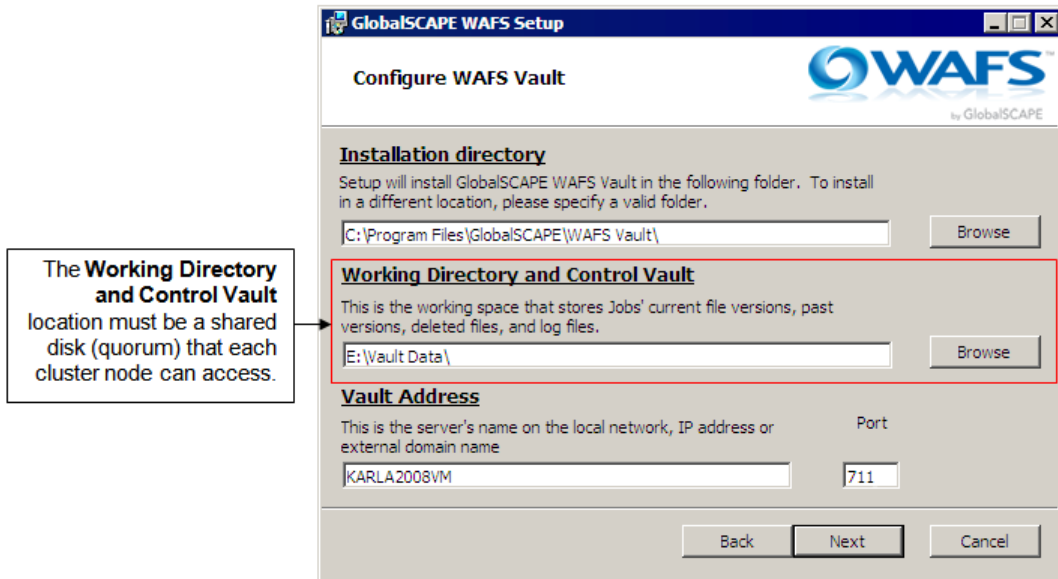 GlobalSCAPE WAFS Setup
Configure WAFS Vault
WAFS™
by GlobalSCAPE
Installation directory
Setup will install GlobalSCAPE WAFS Vault in the following folder. To install
in a different location, please specify a valid folder.
C:\Program Files\GlobalSCAPE\WAFS Vault\
Browse
The Working Directory
and Control Vault
location must be a shared
disk (quorum) that each
cluster node can access.
Working Directory and Control Vault
This is the working space that stores Jobs' current file versions, past
versions, deleted files, and log files.
E:\Vault Data\
Browse
Vault Address
This is the server's name on the local network, IP address or
external domain name
Port
KARLA2008VM
711
Back
Next
Cancel